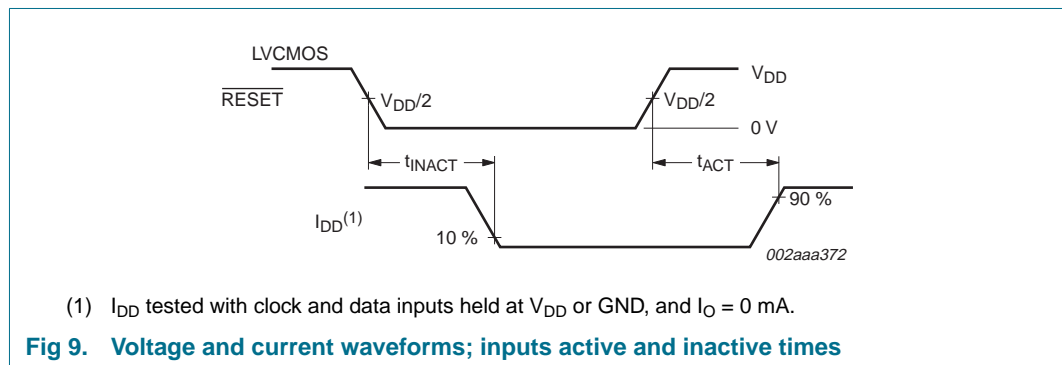 LVCMOS
RESET
VDD/2
VDD/2
VDD
0 V
tINACT
tACT
IDD(1)
10 %
90 %
002aaa372
(1) IDD tested with clock and data inputs held at VDD or GND, and IO = 0 mA.
Fig 9. Voltage and current waveforms; inputs active and inactive times